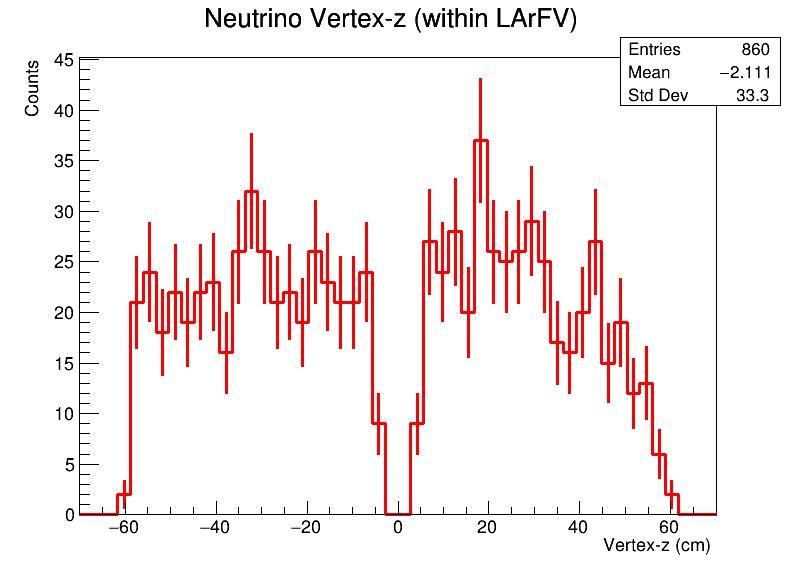 Neutrino Vertex-z (within LArFV)
Entries 860
Mean −2.111
Std Dev 33.3
Counts
45
40
35
30
25
20
15
10
5
0
−60 −40 −20 0 20 40 60
Vertex-z (cm)